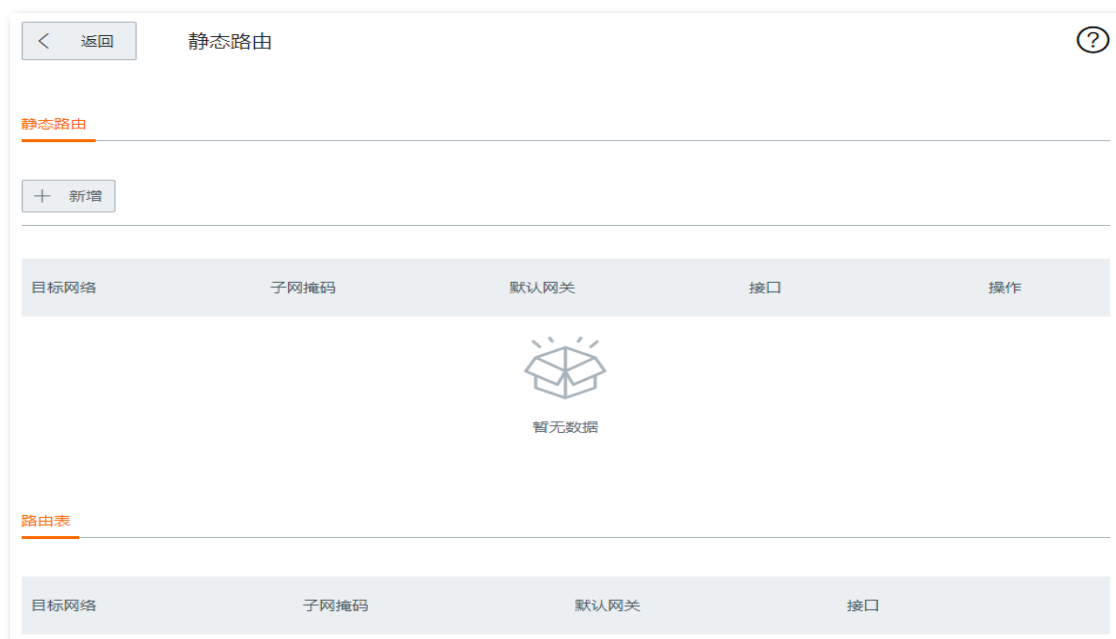 返回 静态路由 ?
静态路由
新增
目标网络 子网掩码 默认网关 接口 操作
暂无数据
路由表
目标网络 子网掩码 默认网关 接口